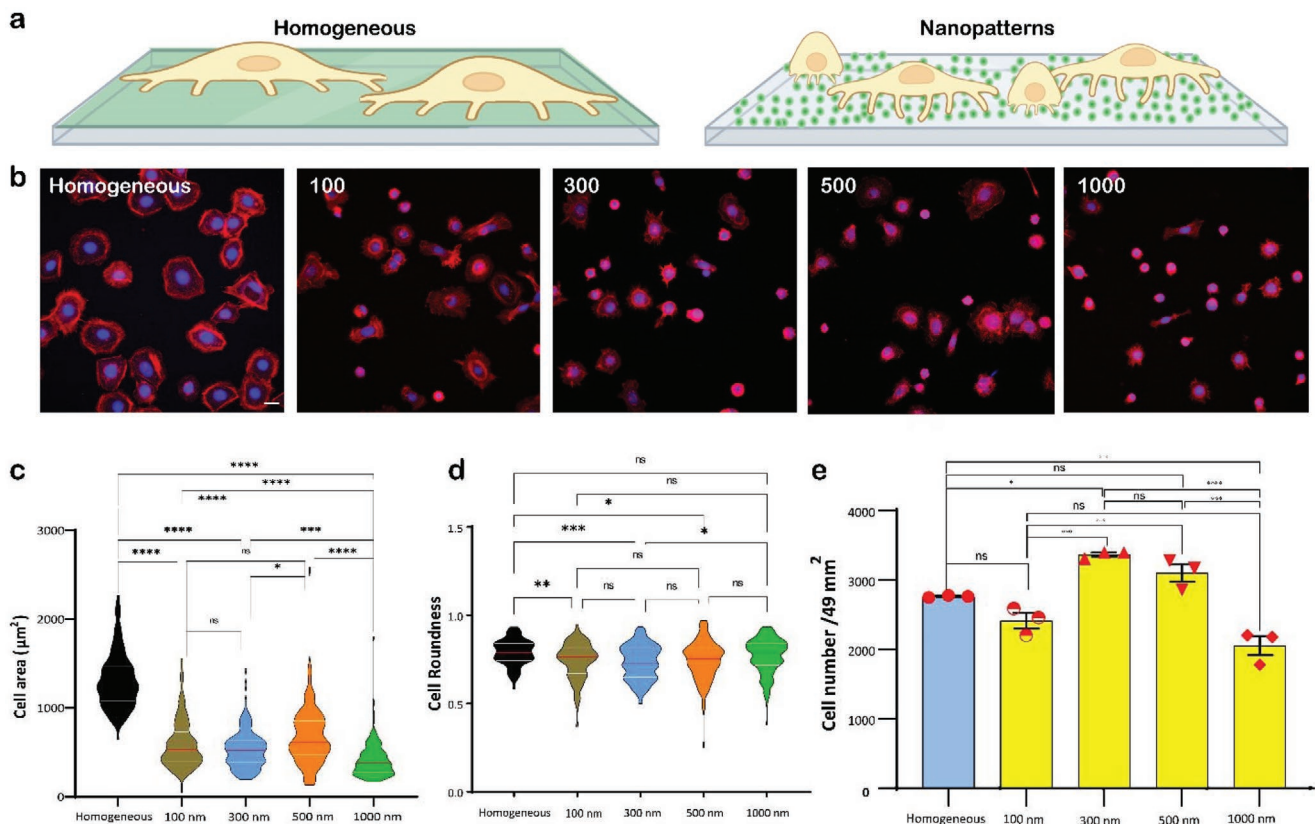 a
Homogeneous
Nanopatterns
b
Homogeneous
100
300
500
1000
c
****
****
****
****
***
****
ns
****
*
ns
Cell area (µm²)
3000
2000
1000
0
Homogeneous
100 nm
300 nm
500 nm
1000 nm
d
ns
ns
*
***
*
ns
**
ns
ns
ns
Cell Roundness
1.5
1.0
0.5
0.0
Homogeneous
100 nm
300 nm
500 nm
1000 nm
e
ns
*
ns
ns
ns
Cell number /49 mm²
4000
3000
2000
1000
0
Homogeneous
100 nm
300 nm
500 nm
1000 nm